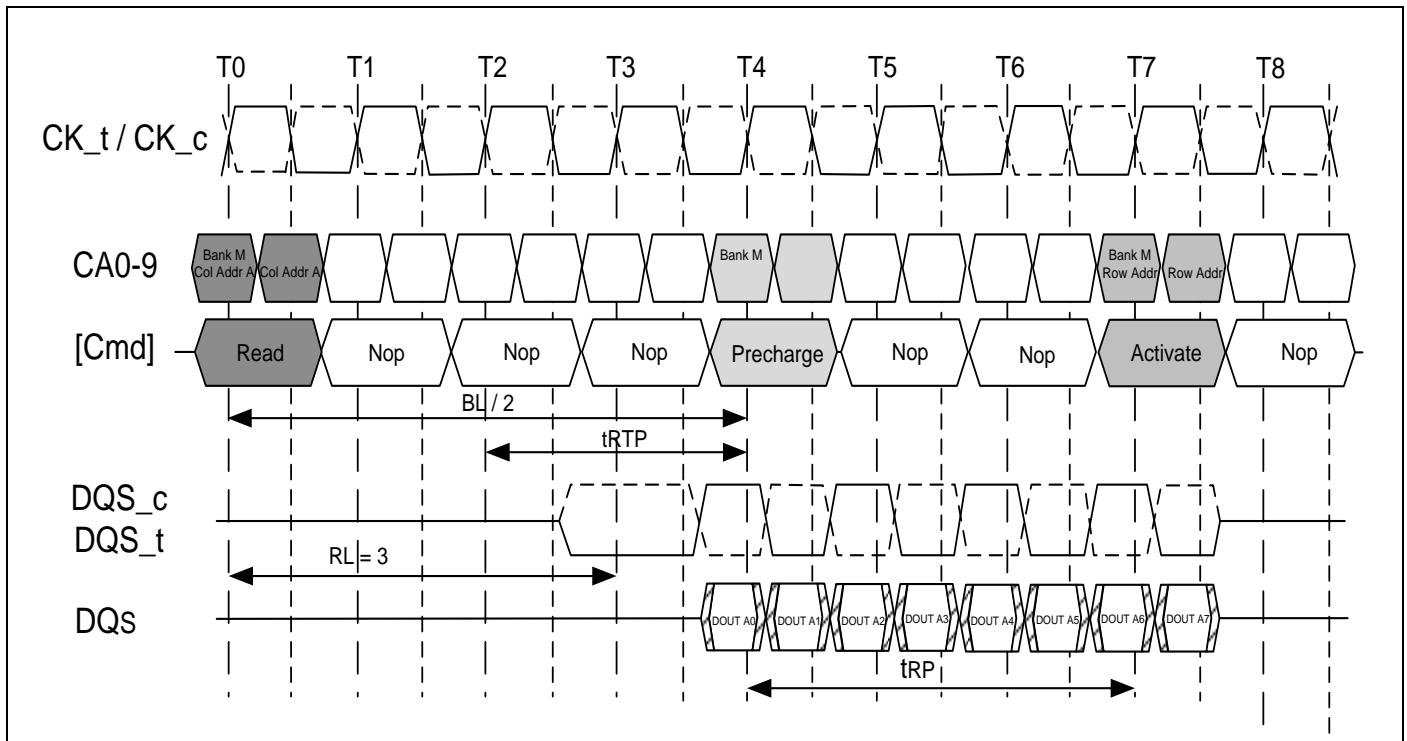 T0 T1 T2 T3 T4 T5 T6 T7 T8
CK_t / CK_c
CA0-9
Bank M
Col Addr A
Col Addr A
Bank M
Bank M
Row Addr
Row Addr
[Cmd]
Read Nop Nop Nop Precharge Nop Nop Activate Nop
BL / 2
tRTP
DQS_c
DQS_t
RL = 3
DQs
DOUT A0 DOUT A1 DOUT A2 DOUT A3 DOUT A4 DOUT A5 DOUT A6 DOUT A7
tRP